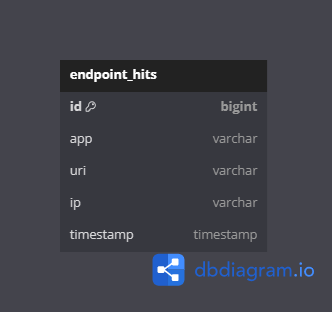 endpoint_hits
id bigint
app varchar
uri varchar
ip varchar
timestamp timestamp
dbdiagram.io